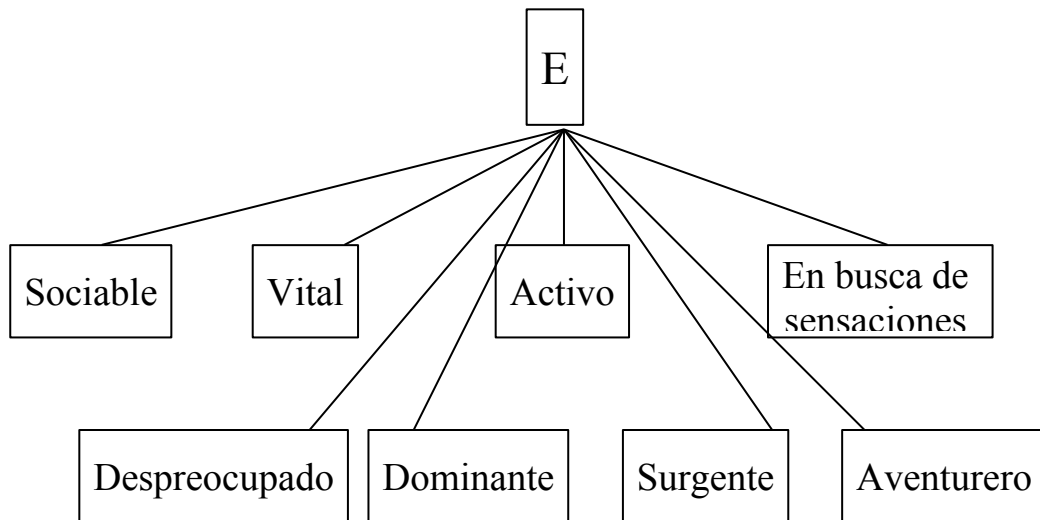 E
Sociable
Vital
Activo
En busca de
sensaciones
Despreocupado
Dominante
Surgente
Aventurero